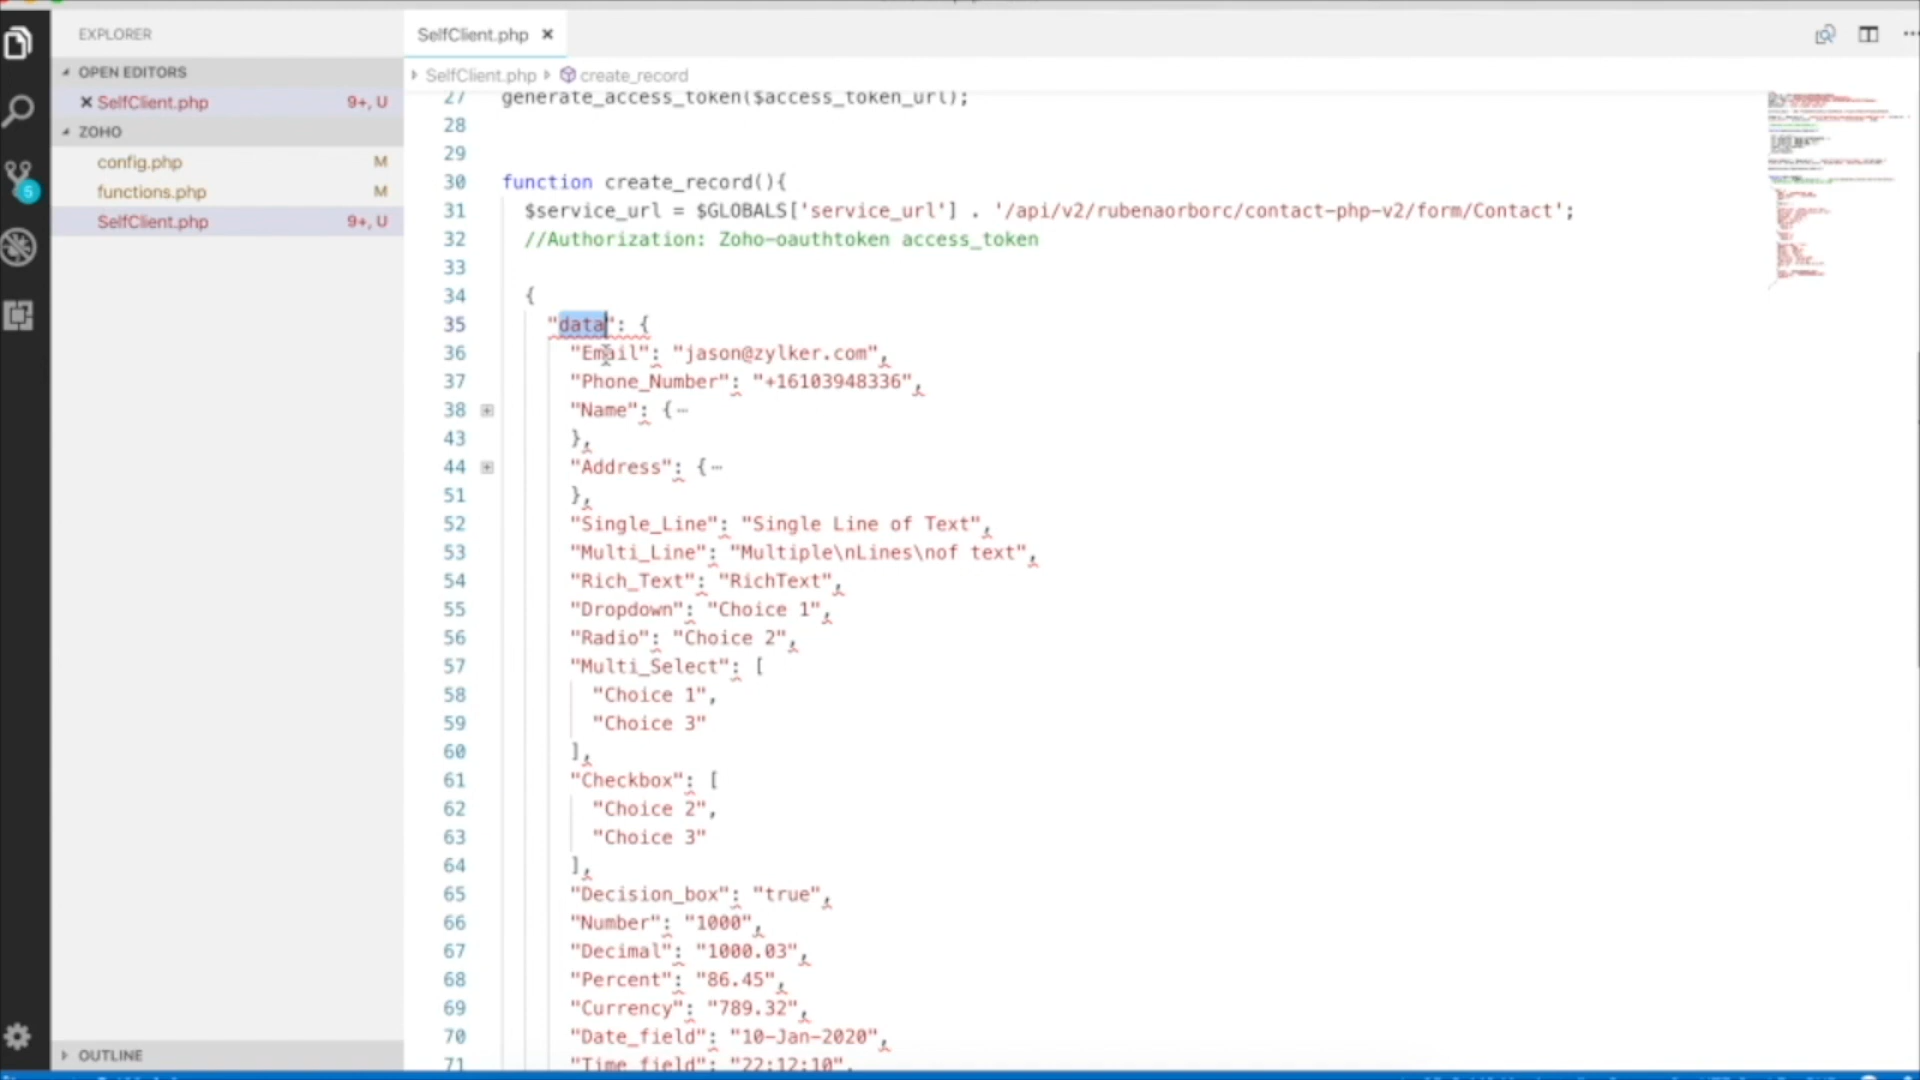 EXPLORER
OPEN EDITORS
SelfClient.php 9+, U
ZOHO
config.php M
functions.php M
SelfClient.php 9+, U
5
OUTLINE
SelfClient.php
SelfClient.php create_record
27 generate_access_token($access_token_url);
28
29
30 function create_record(){
31 $service_url = $GLOBALS['service_url'] . '/api/v2/rubenaorborc/contact-php-v2/form/Contact';
32 //Authorization: Zoho-oauthtoken access_token
33
34 {
35 "data": {
36 "Email": "jason@zylker.com",
37 "Phone_Number": "+16103948336",
38 "Name": {…
43 },
44 "Address": {…
51 },
52 "Single_Line": "Single Line of Text",
53 "Multi_Line": "Multiple\nLines\nof text",
54 "Rich_Text": "RichText",
55 "Dropdown": "Choice 1",
56 "Radio": "Choice 2",
57 "Multi_Select": [
58 "Choice 1",
59 "Choice 3"
60 ],
61 "Checkbox": [
62 "Choice 2",
63 "Choice 3"
64 ],
65 "Decision_box": "true",
66 "Number": "1000",
67 "Decimal": "1000.03",
68 "Percent": "86.45",
69 "Currency": "789.32",
70 "Date_field": "10-Jan-2020",
71 "Time_field": "22:12:10",